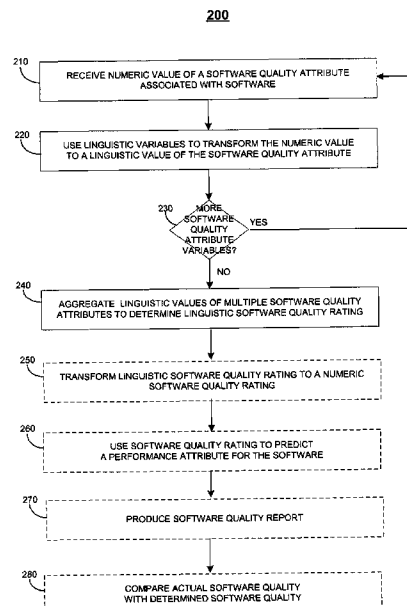 200
210
RECEIVE NUMERIC VALUE OF A SOFTWARE QUALITY ATTRIBUTE
ASSOCIATED WITH SOFTWARE
220
USE LINGUISTIC VARIABLES TO TRANSFORM THE NUMERIC VALUE
TO A LINGUISTIC VALUE OF THE SOFTWARE QUALITY ATTRIBUTE
230
MORE
SOFTWARE
QUALITY
ATTRIBUTE
VARIABLES?
YES
NO
240
AGGREGATE LINGUISTIC VALUES OF MULTIPLE SOFTWARE QUALITY
ATTRIBUTES TO DETERMINE LINGUISTIC SOFTWARE QUALITY RATING
250
TRANSFORM LINGUISTIC SOFTWARE QUALITY RATING TO A NUMERIC
SOFTWARE QUALITY RATING
260
USE SOFTWARE QUALITY RATING TO PREDICT
A PERFORMANCE ATTRIBUTE FOR THE SOFTWARE
270
PRODUCE SOFTWARE QUALITY REPORT
280
COMPARE ACTUAL SOFTWARE QUALITY
WITH DETERMINED SOFTWARE QUALITY